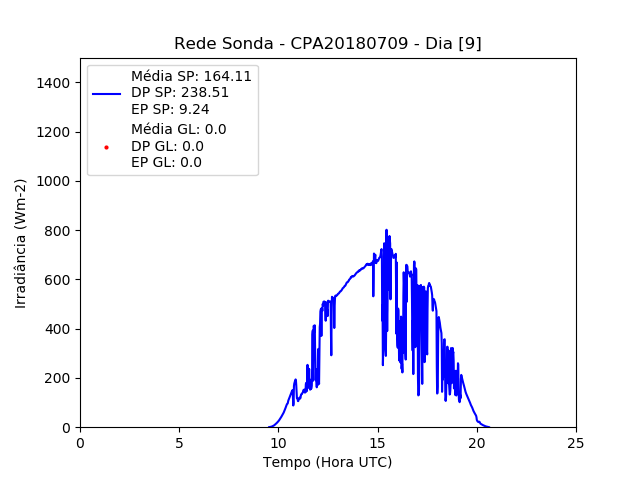 Rede Sonda - CPA20180709 - Dia [9]
Média SP: 164.11
DP SP: 238.51
EP SP: 9.24
Média GL: 0.0
DP GL: 0.0
EP GL: 0.0
1400
1200
1000
800
600
400
200
0
Irradiância (Wm-2)
0 5 10 15 20 25
Tempo (Hora UTC)